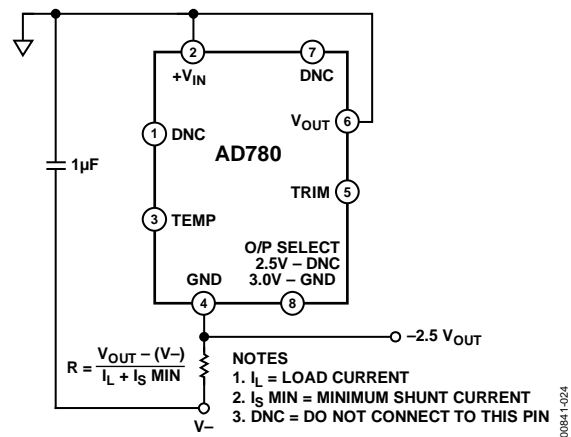 2
7
+VIN
DNC
VOUT
6
1
DNC
AD780
1µF
TRIM
5
3
TEMP
O/P SELECT
2.5V – DNC
3.0V – GND
GND
4
8
–2.5 VOUT
R = VOUT – (V–)
IL + IS MIN
V–
NOTES
1. IL = LOAD CURRENT
2. IS MIN = MINIMUM SHUNT CURRENT
3. DNC = DO NOT CONNECT TO THIS PIN
00841-024